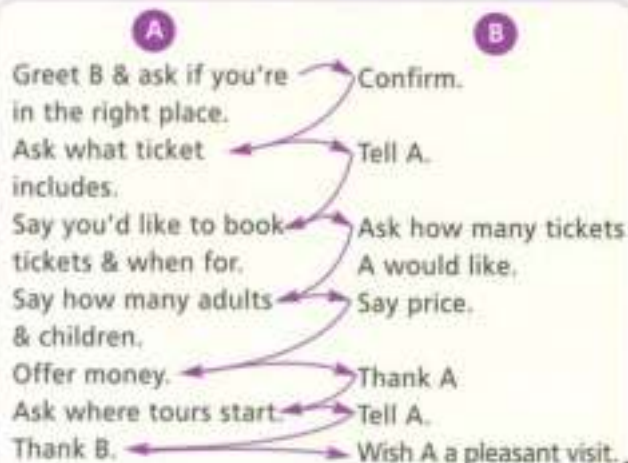 A
B
Greet B & ask if you're
in the right place.
Confirm.
Ask what ticket
includes.
Tell A.
Say you'd like to book
tickets & when for.
Ask how many tickets
A would like.
Say how many adults
& children.
Say price.
Offer money.
Thank A
Ask where tours start.
Tell A.
Thank B.
Wish A a pleasant visit.